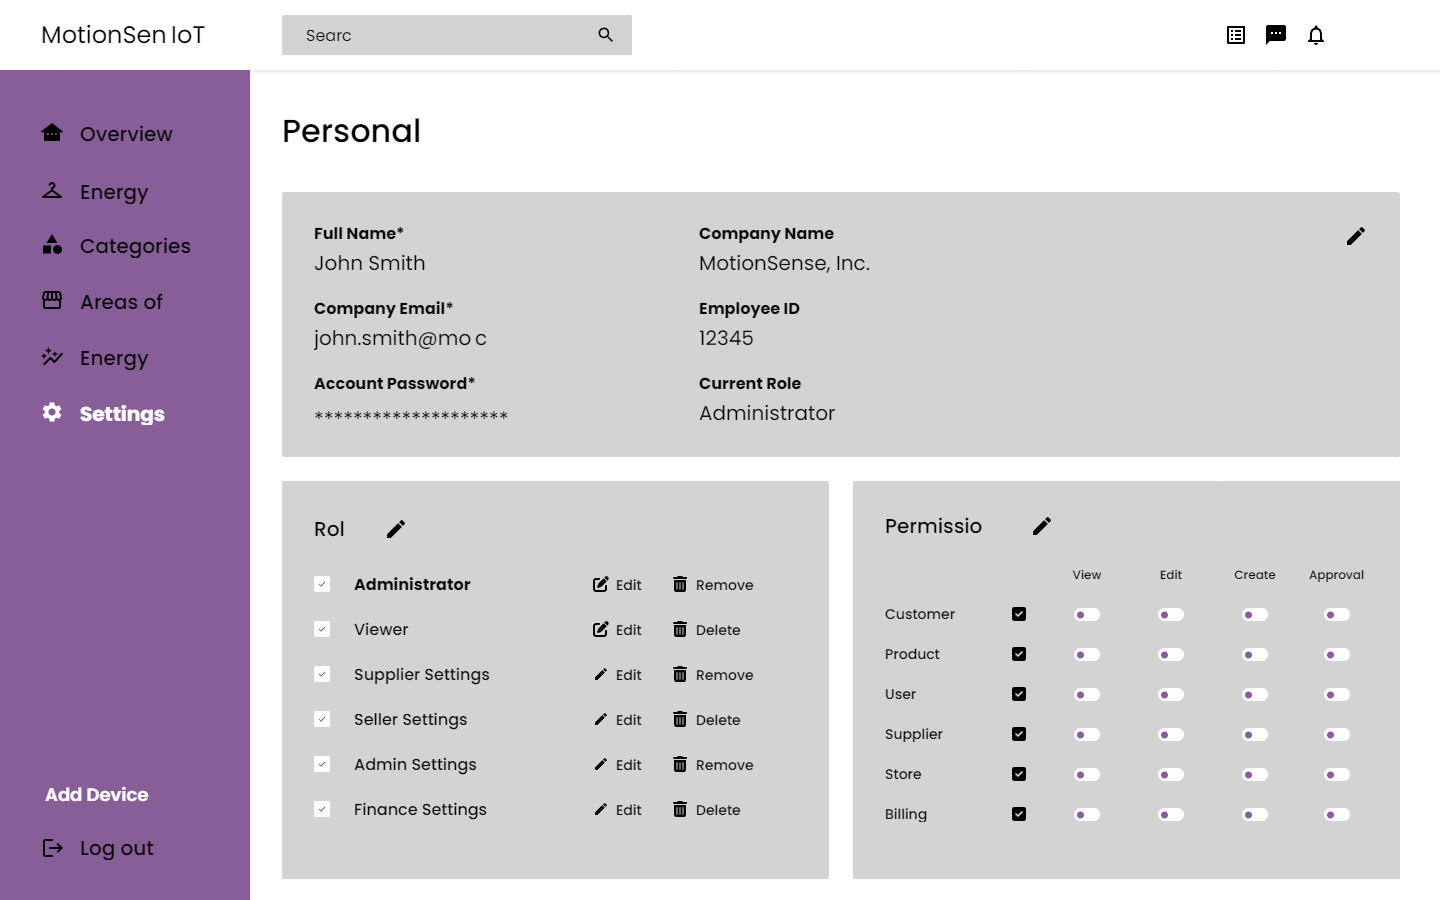 MotionSen IoT
Searc
Overview
Energy
Categories
Areas of
Energy
Settings
Add Device
Log out
Personal
Full Name*
John Smith
Company Name
MotionSense, Inc.
Company Email*
john.smith@mo c
Employee ID
12345
Account Password*
********************
Current Role
Administrator
Rol
Administrator Edit Remove
Viewer Edit Delete
Supplier Settings Edit Remove
Seller Settings Edit Delete
Admin Settings Edit Remove
Finance Settings Edit Delete
Permissio
View Edit Create Approval
Customer
Product
User
Supplier
Store
Billing